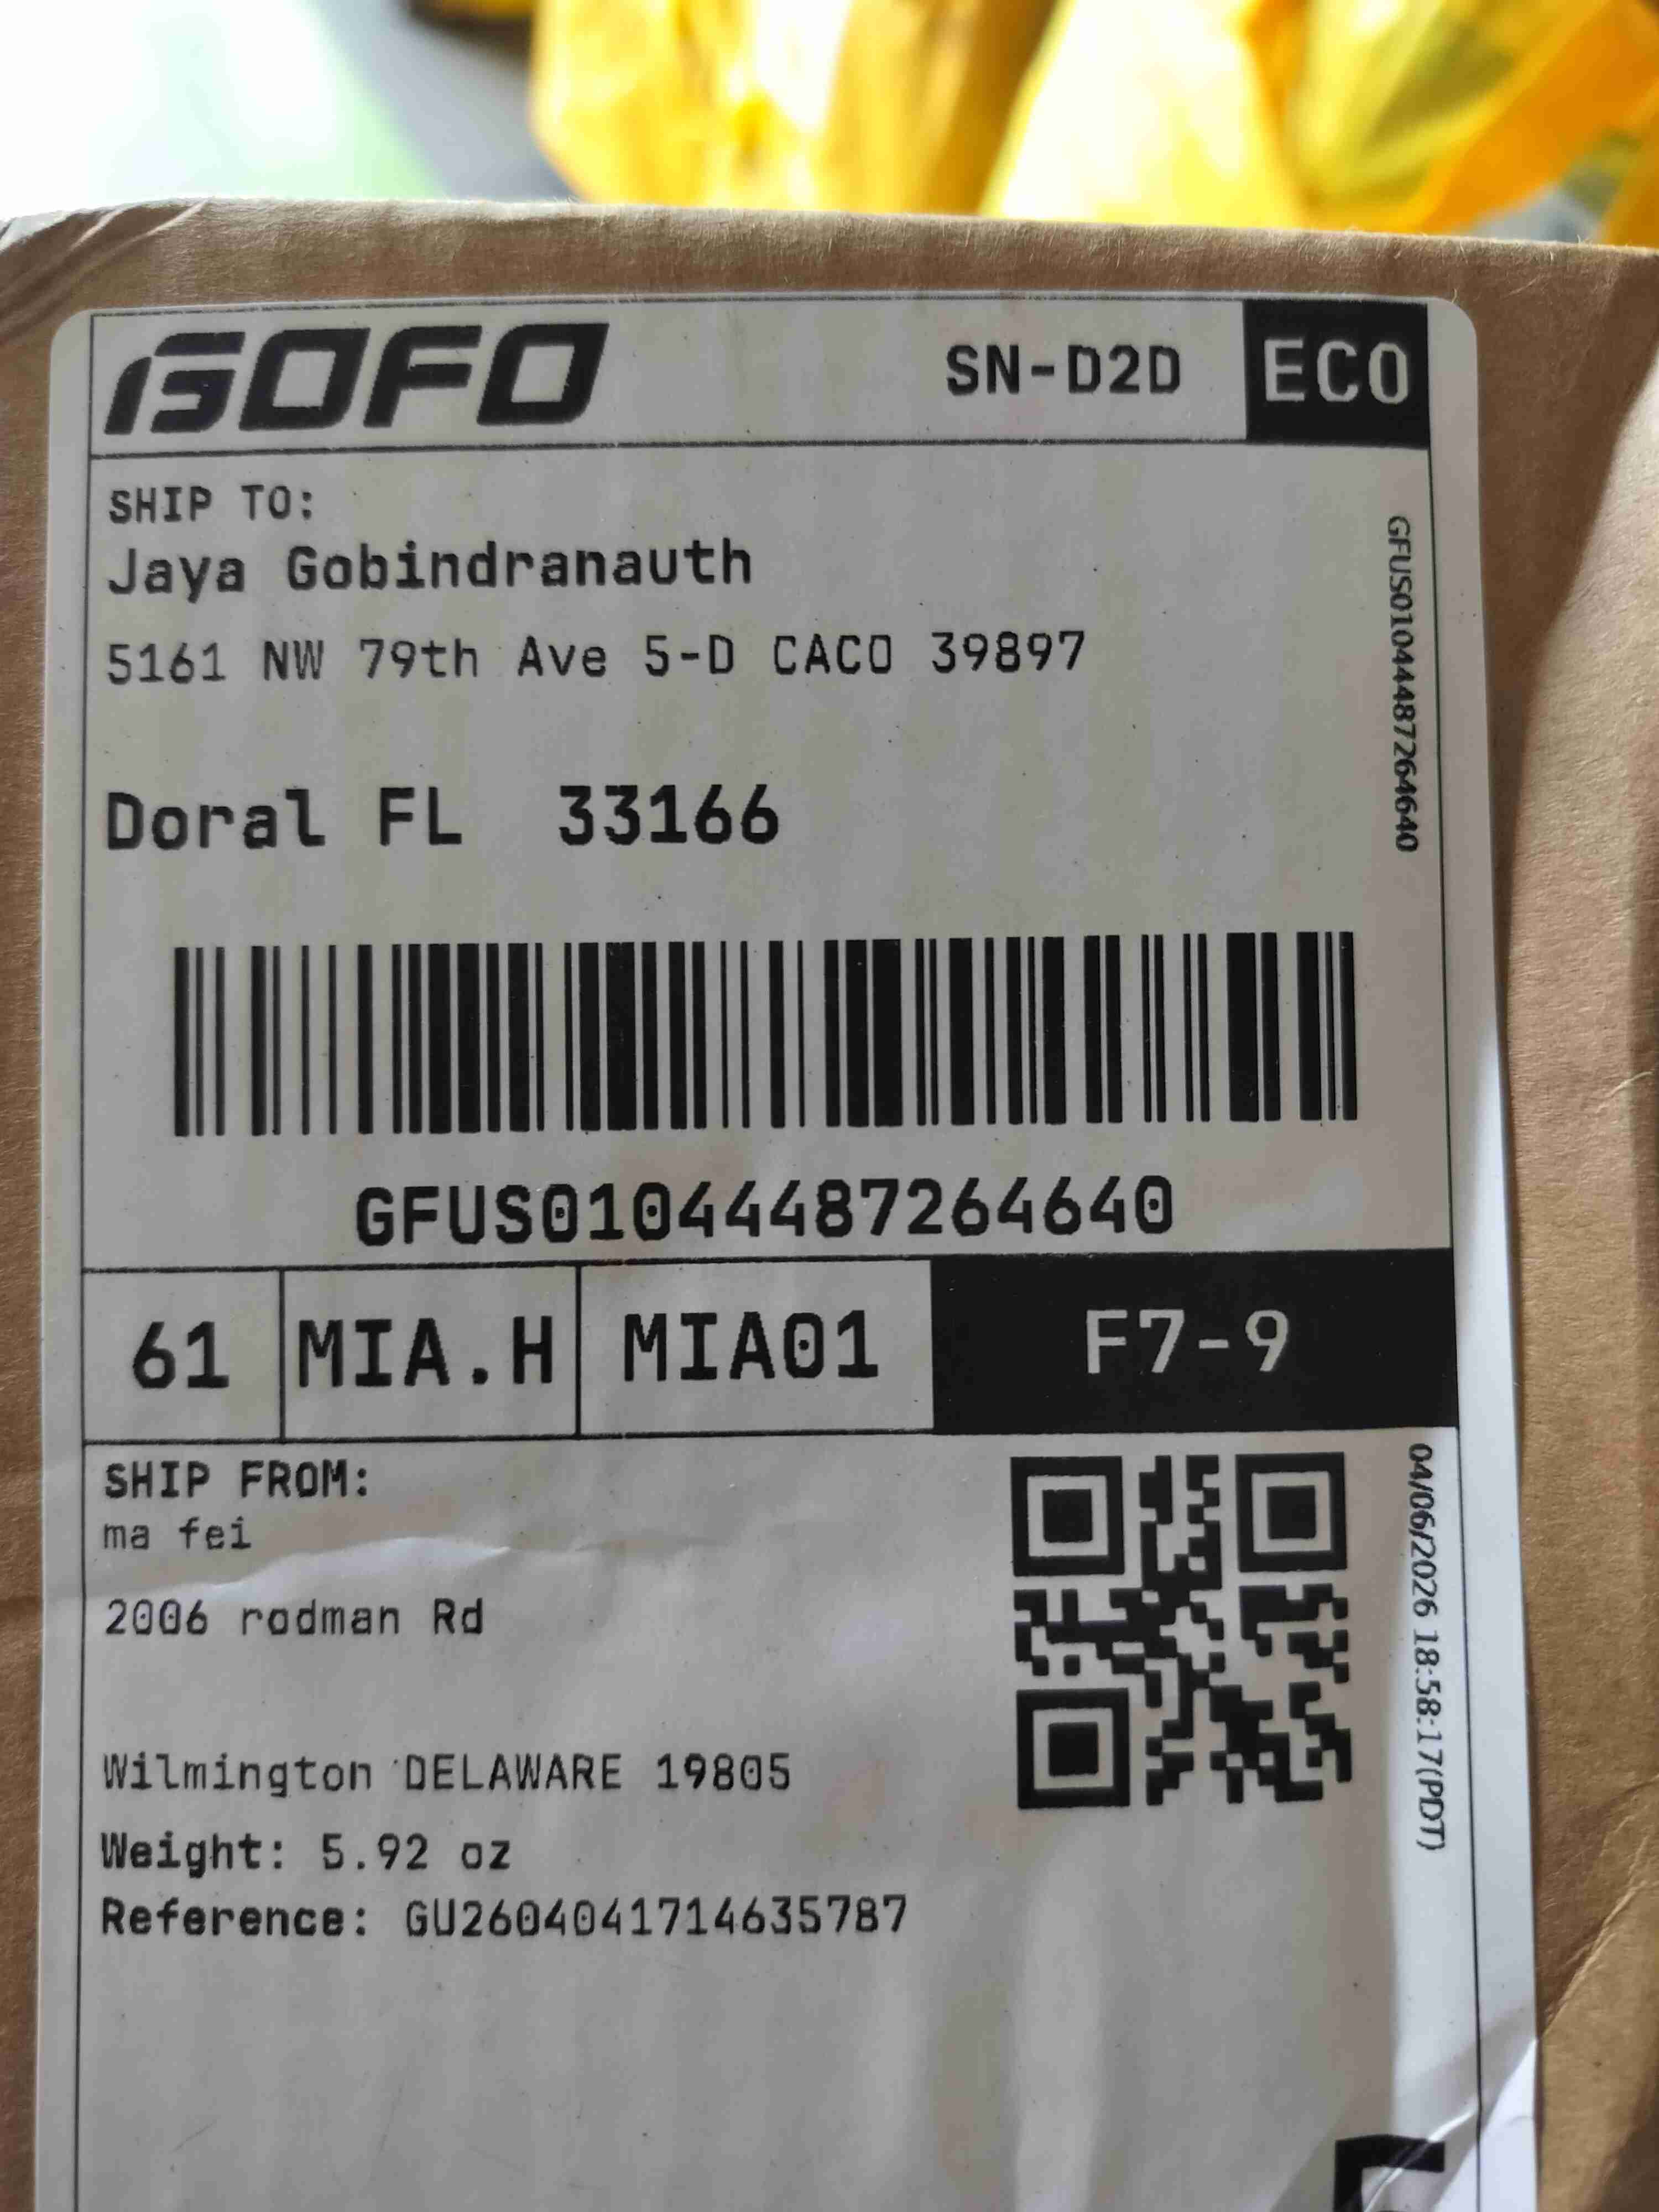 GOFO SN-D2D ECO
SHIP TO:
Jaya Gobindranauth
5161 NW 79th Ave 5-D CACO 39897
Doral FL 33166
GFUS01044487264640
GFUS01044487264640
61 MIA.H MIA01 F7-9
SHIP FROM:
ma fei
2006 rodman Rd
Wilmington DELAWARE 19805
Weight: 5.92 oz
Reference: GU2604041714635787
04/06/2026 18:58:17(PDT)